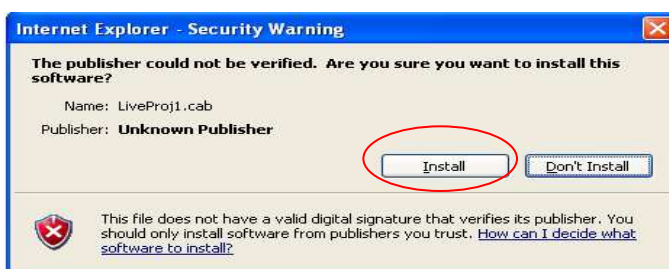 Internet Explorer - Security Warning
The publisher could not be verified. Are you sure you want to install this
software?
Name: LiveProj1.cab
Publisher: Unknown Publisher
Install Don't Install
This file does not have a valid digital signature that verifies its publisher. You
should only install software from publishers you trust. How can I decide what
software to install?